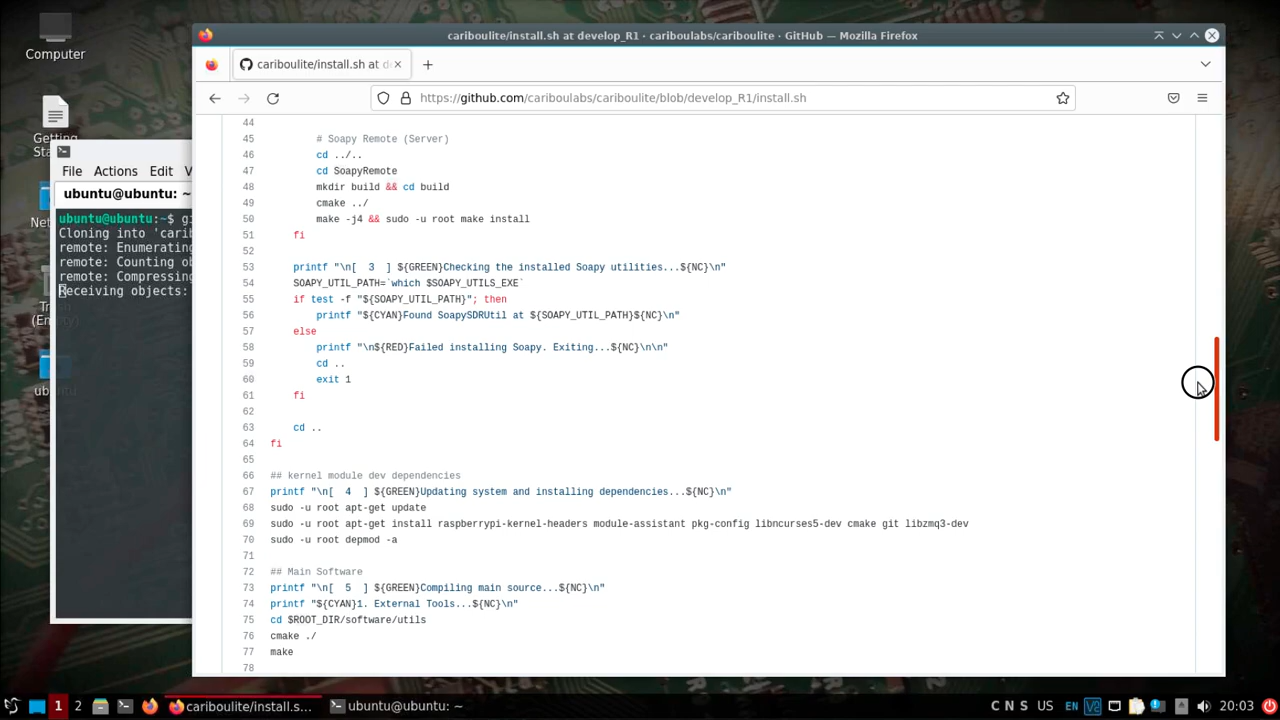 Computer
Getting
Sta
Net
Tr
(Empty
ubun
File Actions Edit V
ubuntu@ubuntu: ~
ubuntu@ubuntu:~$ gi
Cloning into 'carib
remote: Enumerating
remote: Counting ob
remote: Compressing
Receiving objects:
cariboulite/install.sh at develop_R1 · cariboulabs/cariboulite · GitHub — Mozilla Firefox
cariboulite/install.sh at de
https://github.com/cariboulabs/cariboulite/blob/develop_R1/install.sh
44
45 # Soapy Remote (Server)
46 cd ../..
47 cd SoapyRemote
48 mkdir build && cd build
49 cmake ../
50 make -j4 && sudo -u root make install
51 fi
52
53 printf "\n[  3  ] ${GREEN}Checking the installed Soapy utilities...${NC}\n"
54 SOAPY_UTIL_PATH=`which $SOAPY_UTILS_EXE`
55 if test -f "${SOAPY_UTIL_PATH}"; then
56 printf "${CYAN}Found SoapySDRUtil at ${SOAPY_UTIL_PATH}${NC}\n"
57 else
58 printf "\n${RED}Failed installing Soapy. Exiting...${NC}\n\n"
59 cd ..
60 exit 1
61 fi
62
63 cd ..
64 fi
65
66 ## kernel module dev dependencies
67 printf "\n[  4  ] ${GREEN}Updating system and installing dependencies...${NC}\n"
68 sudo -u root apt-get update
69 sudo -u root apt-get install raspberrypi-kernel-headers module-assistant pkg-config libncurses5-dev cmake git libzmq3-dev
70 sudo -u root depmod -a
71
72 ## Main Software
73 printf "\n[  5  ] ${GREEN}Compiling main source...${NC}\n"
74 printf "${CYAN}1. External Tools...${NC}\n"
75 cd $ROOT_DIR/software/utils
76 cmake ./
77 make
78
1 2 cariboulite/install.s... ubuntu@ubuntu: ~ C N S US EN V2 20:03